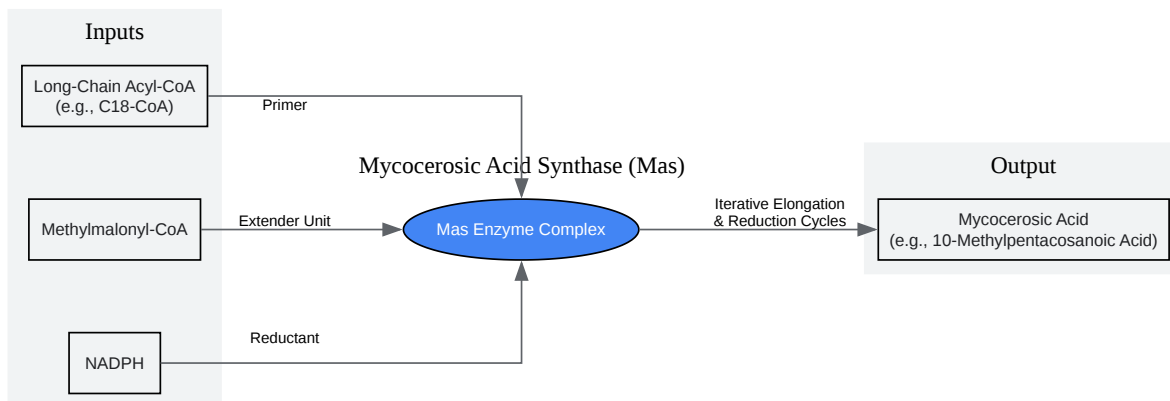 Inputs
Long-Chain Acyl-CoA
(e.g., C18-CoA)
Primer
Mycocerosic Acid Synthase (Mas)
Methylmalonyl-CoA
Extender Unit
Mas Enzyme Complex
Iterative Elongation
& Reduction Cycles
Output
Mycocerosic Acid
(e.g., 10-Methylpentacosanoic Acid)
NADPH
Reductant